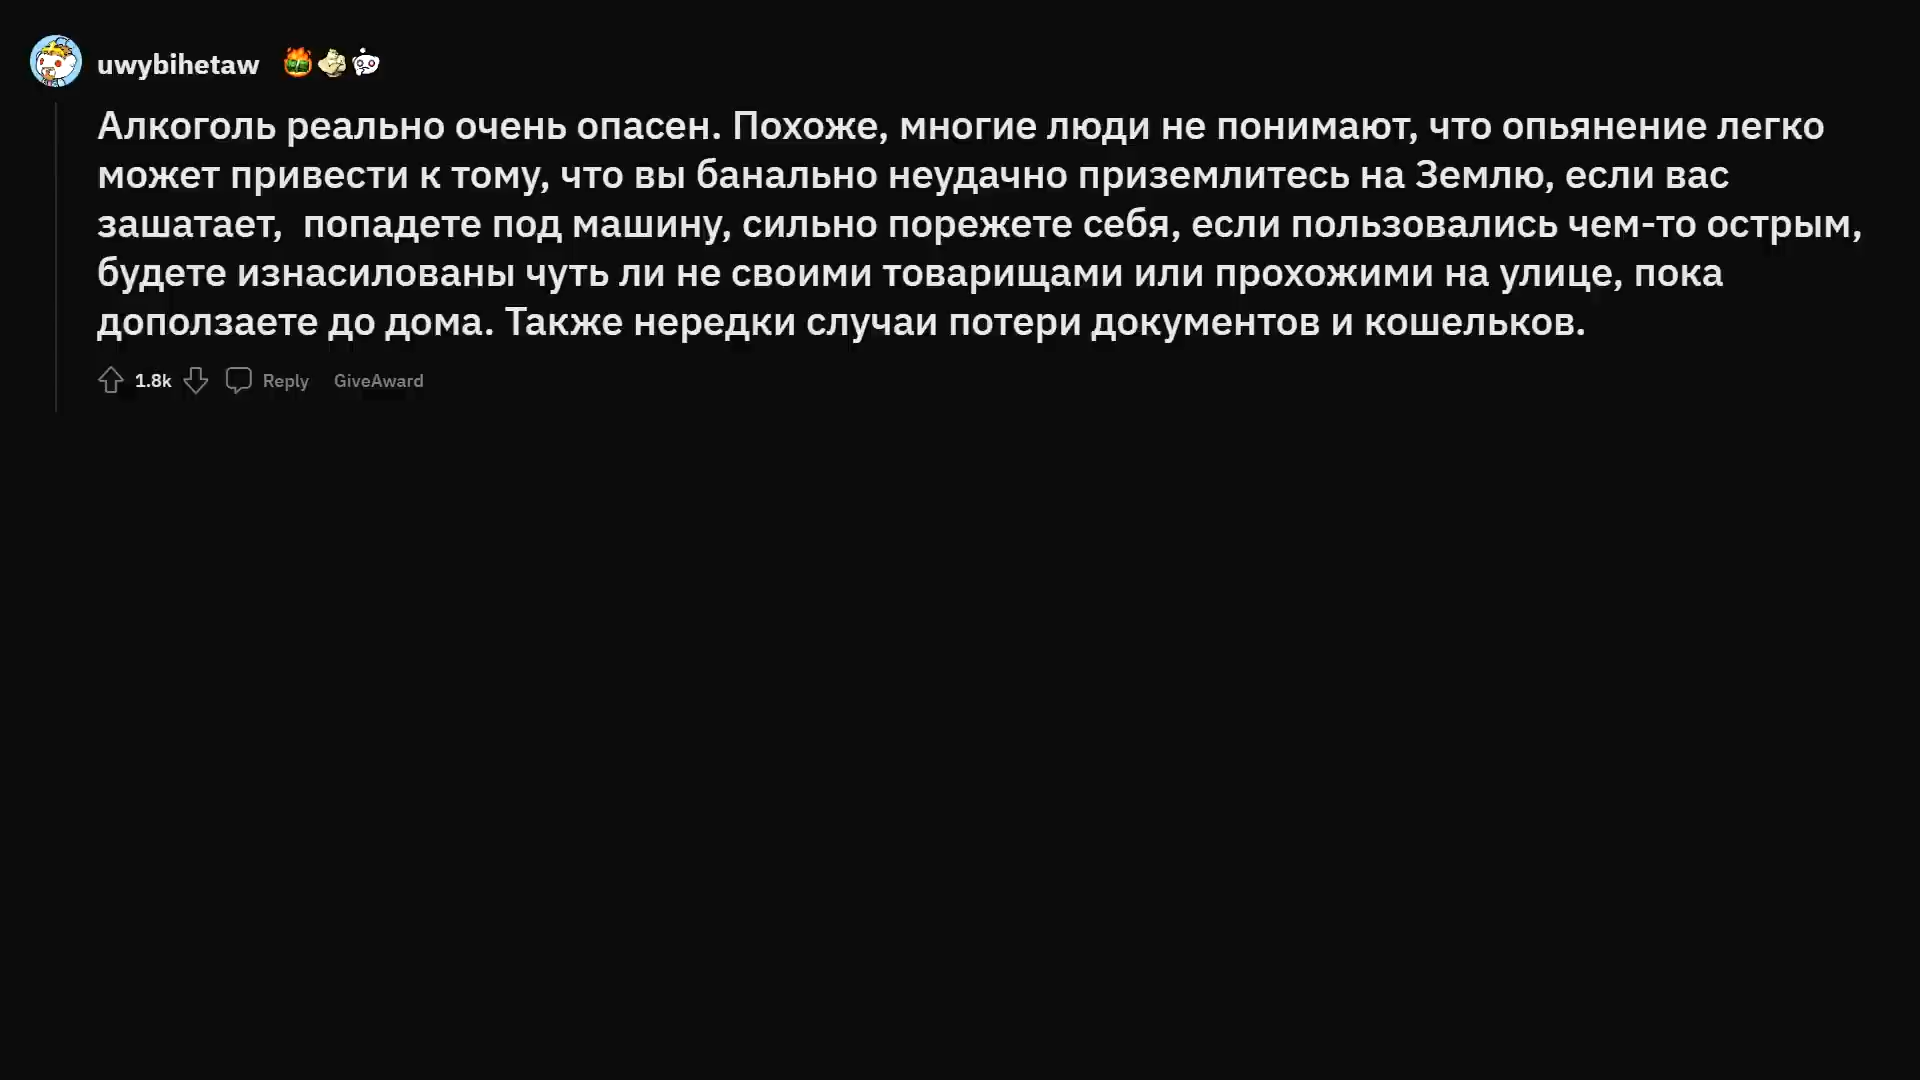 uwybihetaw
Алкоголь реально очень опасен. Похоже, многие люди не понимают, что опьянение легко
может привести к тому, что вы банально неудачно приземлитесь на Землю, если вас
зашатает,  попадете под машину, сильно порежете себя, если пользовались чем-то острым,
будете изнасилованы чуть ли не своими товарищами или прохожими на улице, пока
доползаете до дома. Также нередки случаи потери документов и кошельков.
1.8k Reply GiveAward